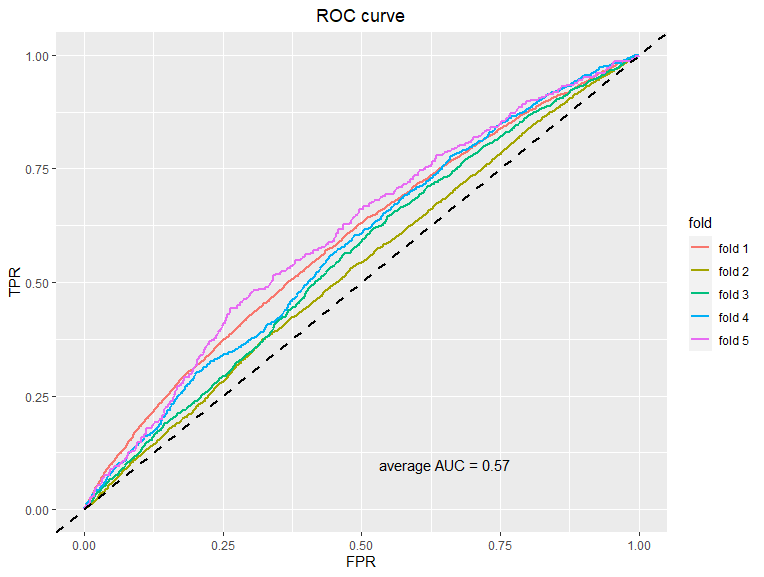 ROC curve
1.00
0.75
0.50
0.25
0.00
TPR
average AUC = 0.57
0.00 0.25 0.50 0.75 1.00
FPR
fold
fold 1
fold 2
fold 3
fold 4
fold 5